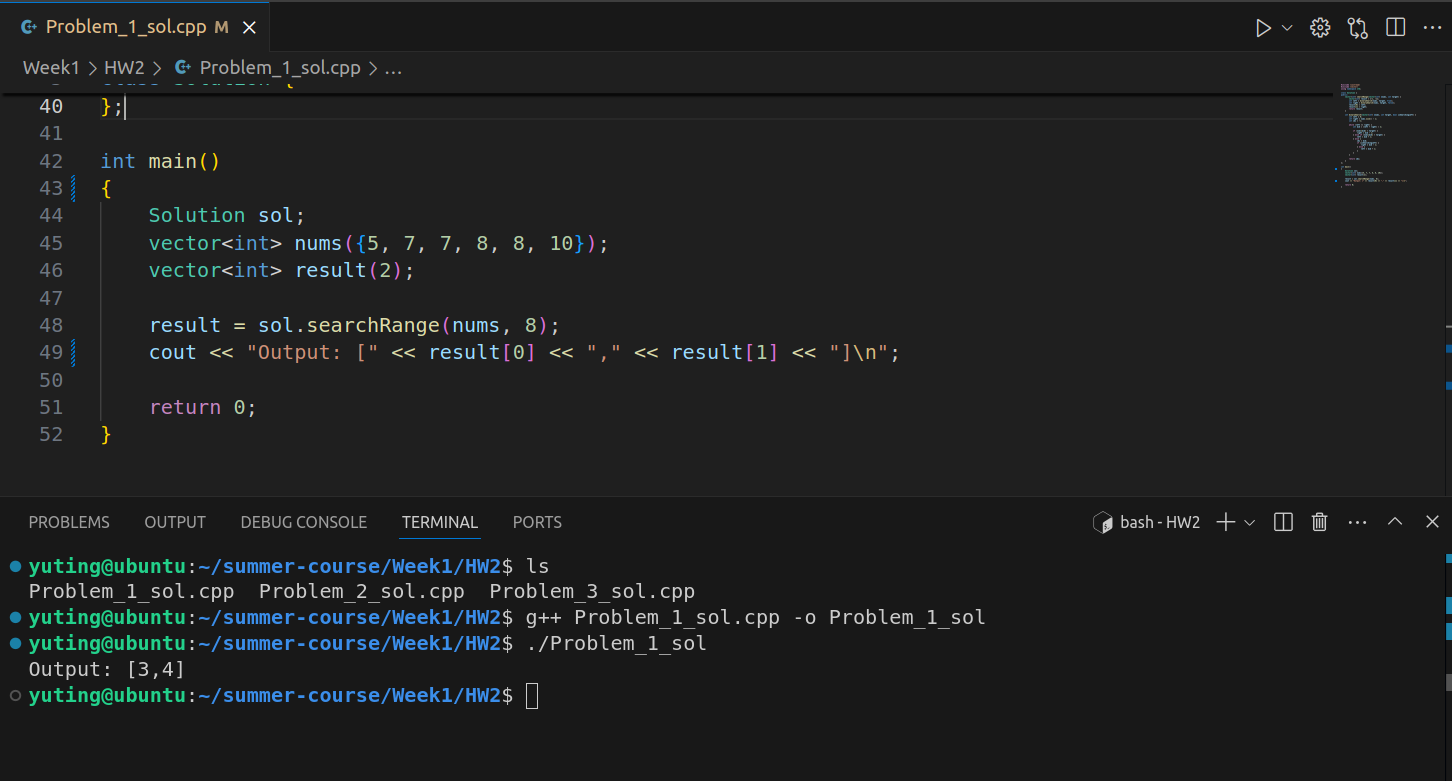 Problem_1_sol.cpp M
Week1 > HW2 > Problem_1_sol.cpp > ...
40 };
41
42 int main()
43 {
44     Solution sol;
45     vector<int> nums({5, 7, 7, 8, 8, 10});
46     vector<int> result(2);
47
48     result = sol.searchRange(nums, 8);
49     cout << "Output: [" << result[0] << "," << result[1] << "]\n";
50
51     return 0;
52 }
PROBLEMS OUTPUT DEBUG CONSOLE TERMINAL PORTS bash - HW2
yuting@ubuntu:~/summer-course/Week1/HW2$ ls
Problem_1_sol.cpp  Problem_2_sol.cpp  Problem_3_sol.cpp
yuting@ubuntu:~/summer-course/Week1/HW2$ g++ Problem_1_sol.cpp -o Problem_1_sol
yuting@ubuntu:~/summer-course/Week1/HW2$ ./Problem_1_sol
Output: [3,4]
yuting@ubuntu:~/summer-course/Week1/HW2$